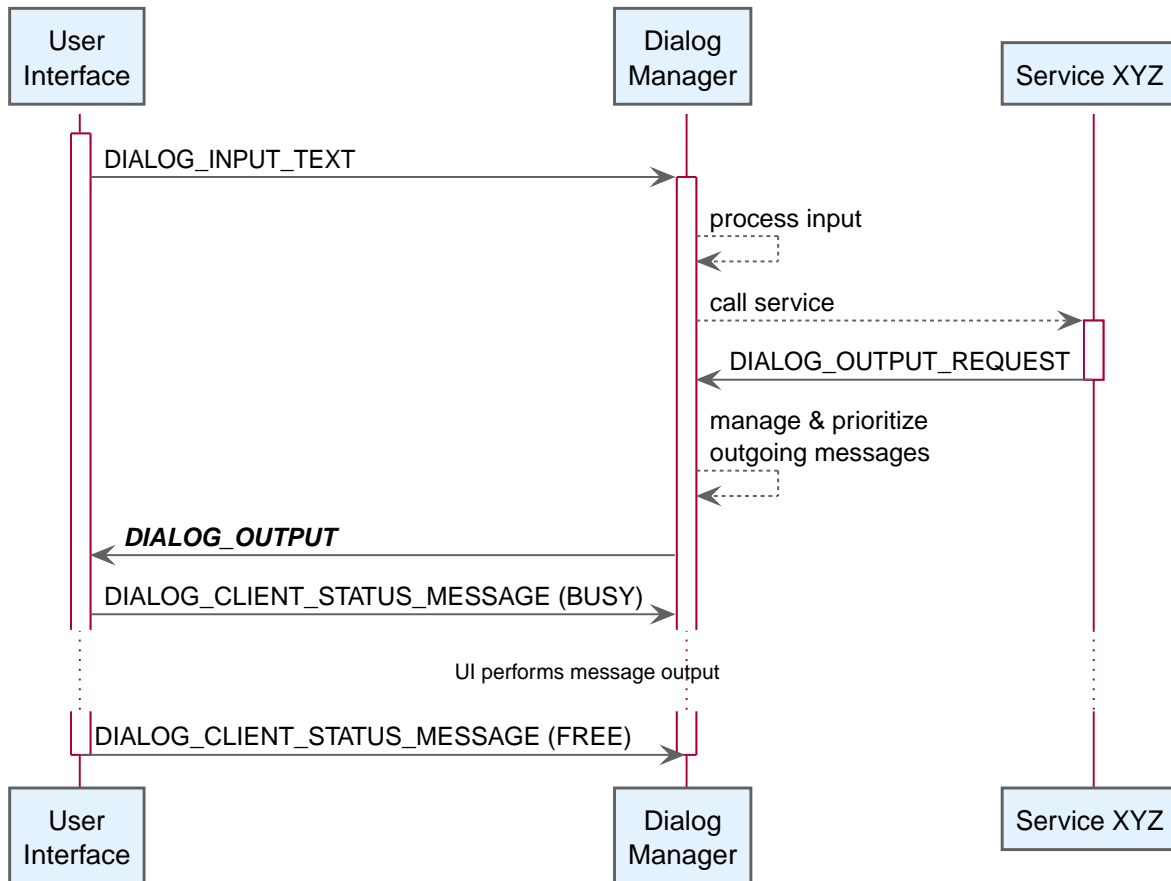 User
Interface
Dialog
Manager
Service XYZ
DIALOG_INPUT_TEXT
process input
call service
DIALOG_OUTPUT_REQUEST
manage & prioritize
outgoing messages
DIALOG_OUTPUT
DIALOG_CLIENT_STATUS_MESSAGE (BUSY)
UI performs message output
DIALOG_CLIENT_STATUS_MESSAGE (FREE)
User
Interface
Dialog
Manager
Service XYZ